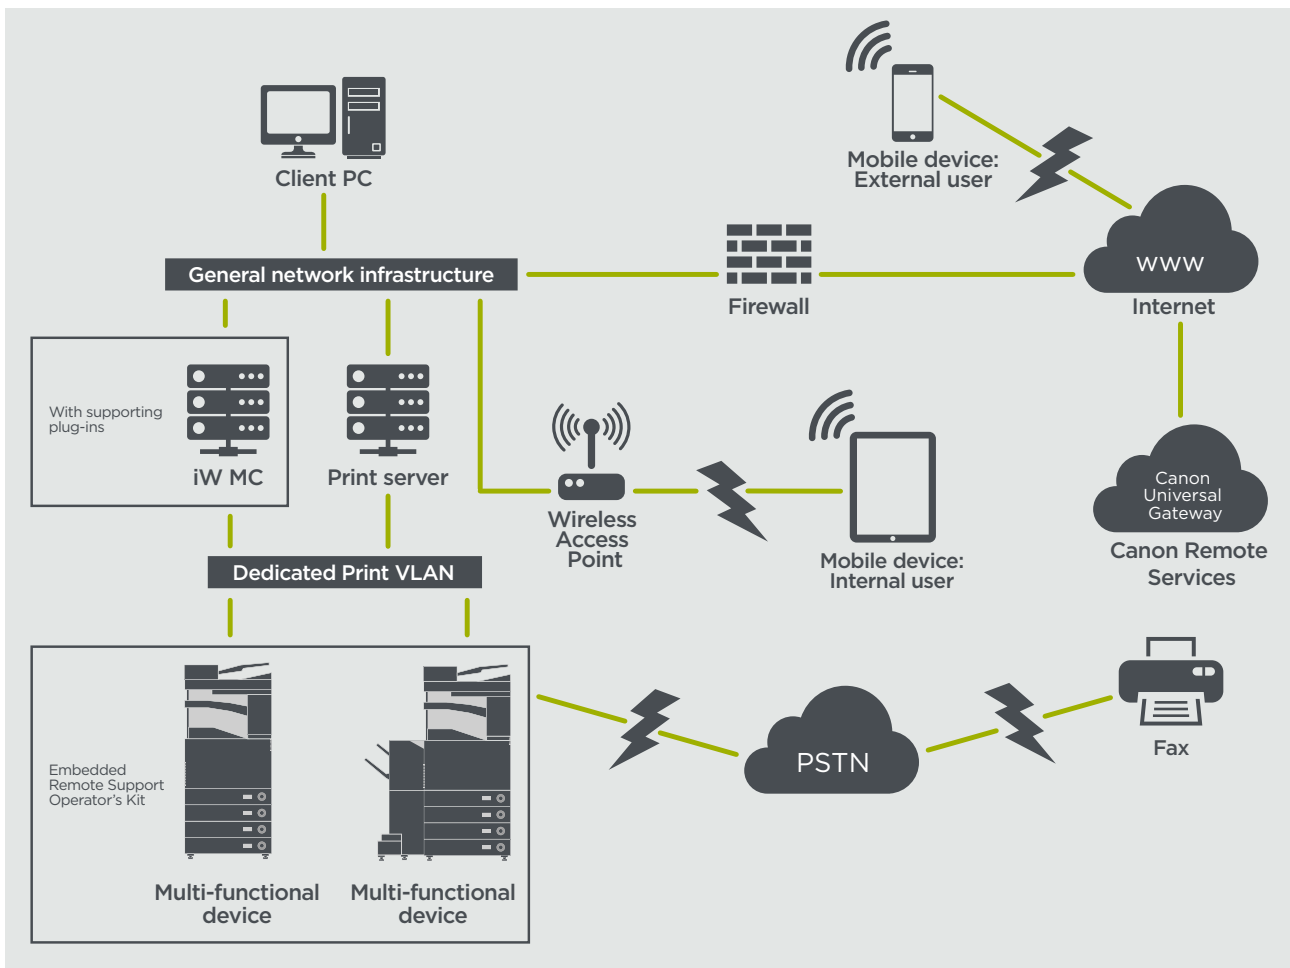 Client PC
Mobile device:
External user
General network infrastructure
Firewall
WWW
Internet
With supporting
plug-ins
iW MC
Print server
Wireless
Access
Point
Mobile device:
Internal user
Canon
Universal
Gateway
Canon Remote
Services
Dedicated Print VLAN
Embedded
Remote Support
Operator's Kit
Multi-functional
device
Multi-functional
device
PSTN
Fax